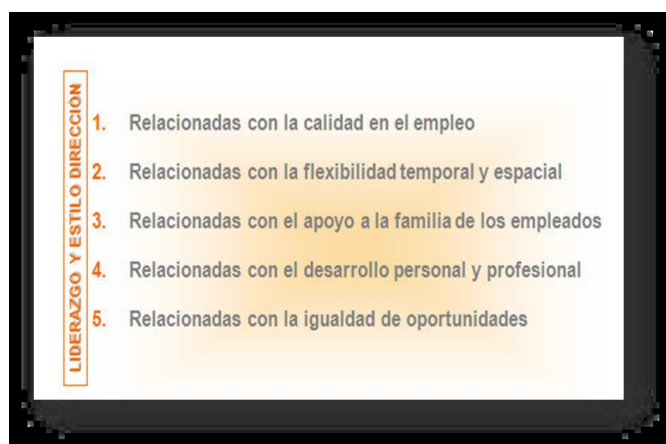 LIDERAZGO Y ESTILO DIRECCIÓN
1. Relacionadas con la calidad en el empleo
2. Relacionadas con la flexibilidad temporal y espacial
3. Relacionadas con el apoyo a la familia de los empleados
4. Relacionadas con el desarrollo personal y profesional
5. Relacionadas con la igualdad de oportunidades